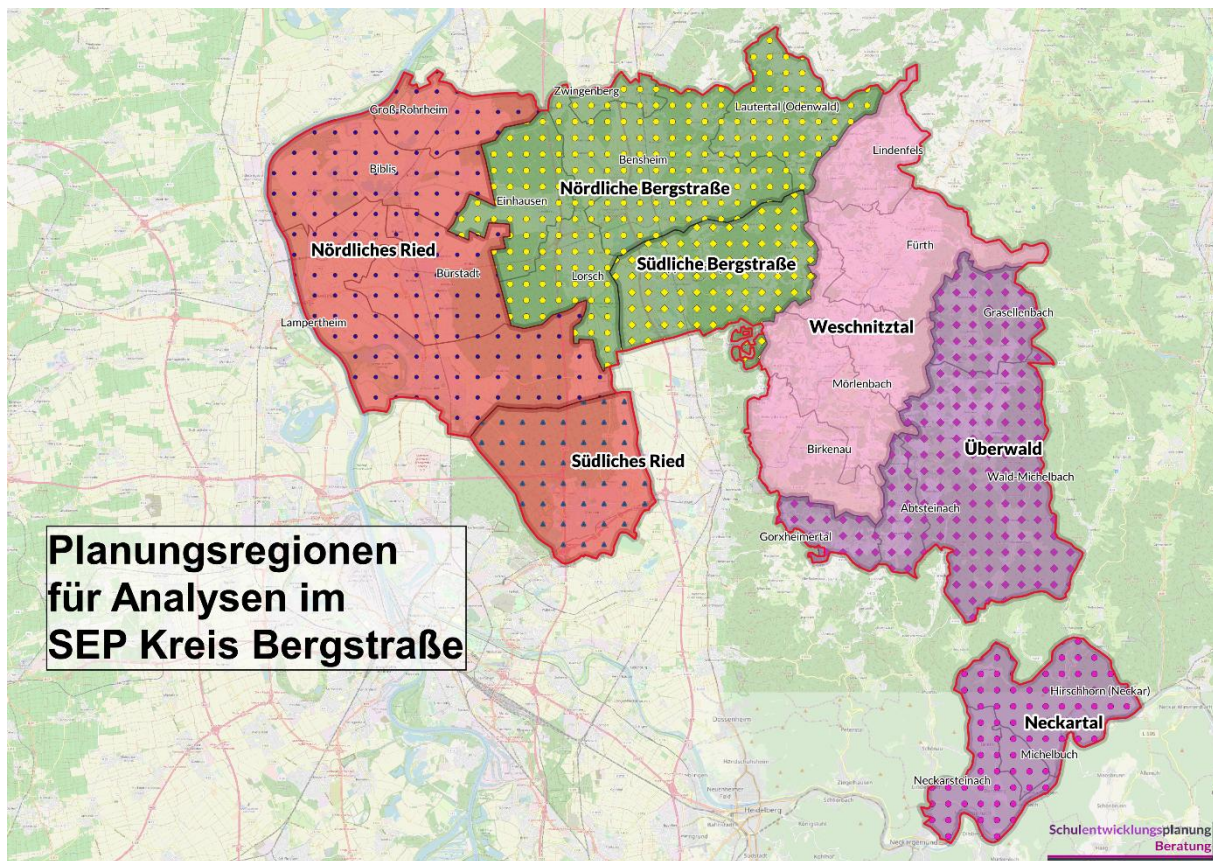 Zwingenberg
Groß-Rohrheim
Lautertal (Odenwald)
Lindenfels
Bensheim
Biblis
Nördliche Bergstraße
Einhausen
Fürth
Nördliches Ried
Südliche Bergstraße
Bürstadt
Lorsch
Grasellenbach
Lampertheim
Weschnitztal
Mörlenbach
Birkenau
Überwald
Südliches Ried
Wald-Michelbach
Abtsteinach
Gorxheimertal
Planungsregionen
für Analysen im
SEP Kreis Bergstraße
Hirschhorn (Neckar)
Neckartal
Michelbuch
Neckarsteinach
Heidelberg
Schulentwicklungsplanung
Beratung